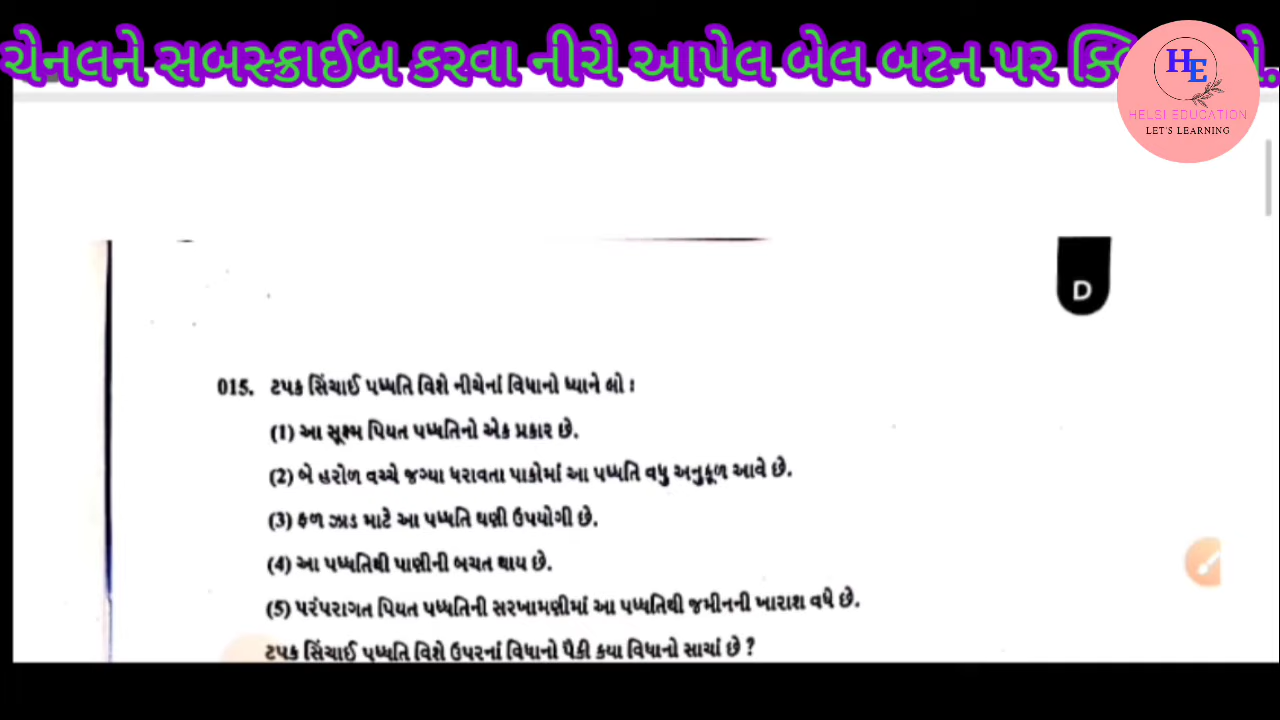 ચેનલને સબસ્ક્રાઈબ કરવા નીચે આપેલ બેલ બટન પર
HE
HELSI EDUCATION
LET'S LEARNING
D
015. ટપક સિંચાઈ પધ્ધતિ વિશે નીચેનાં વિધાનો ધ્યાને લો :
(1) આ સૂક્ષ્મ પિયત પધ્ધતિનો એક પ્રકાર છે.
(2) બે હરોળ વચ્ચે જગ્યા ધરાવતા પાકોમાં આ પધ્ધતિ વધુ અનુકૂળ આવે છે.
(3) ફળ ઝાડ માટે આ પધ્ધતિ ઘણી ઉપયોગી છે.
(4) આ પધ્ધતિથી પાણીની બચત થાય છે.
(5) પરંપરાગત પિયત પધ્ધતિની સરખામણીમાં આ પધ્ધતિથી જમીનની ખારાશ વધે છે.
ટપક સિંચાઈ પધ્ધતિ વિશે ઉપરનાં વિધાનો પૈકી કયા વિધાનો સાચાં છે ?